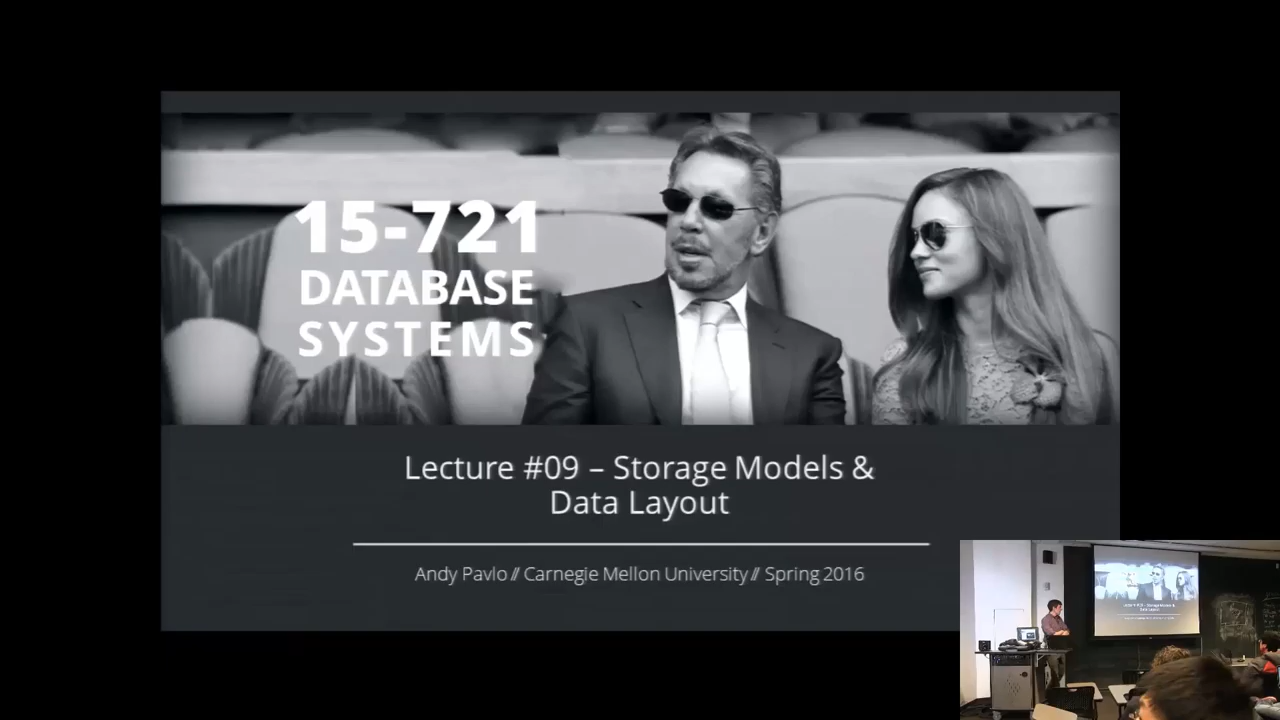 15-721
DATABASE
SYSTEMS
Lecture #09 – Storage Models &
Data Layout
Andy Pavlo // Carnegie Mellon University // Spring 2016